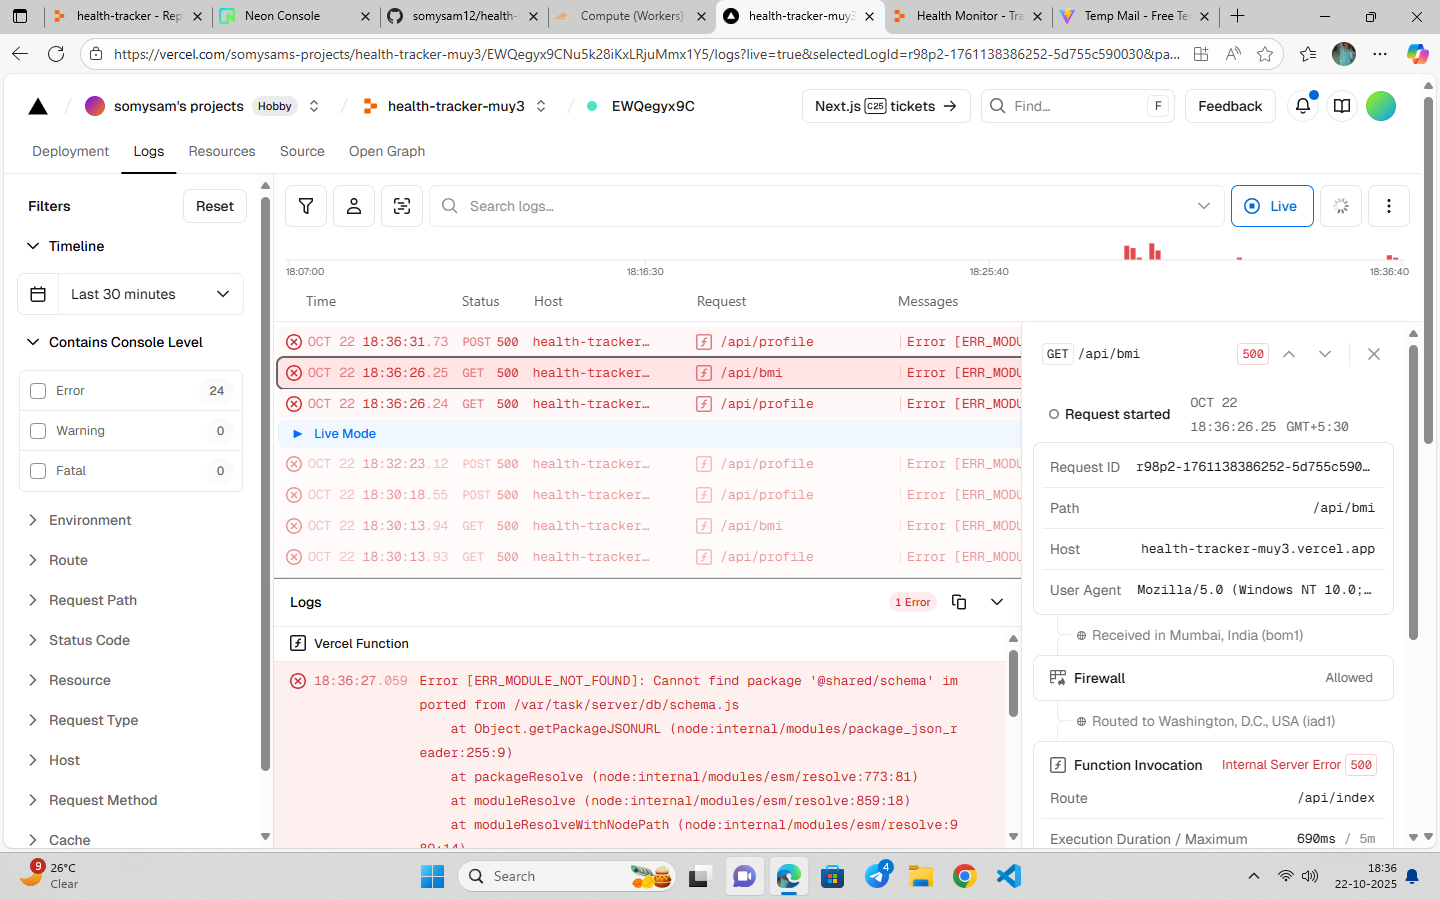 health-tracker - Rep
Neon Console
somysam12/health-
Compute (Workers)
health-tracker-muy3
Health Monitor - Tra
Temp Mail - Free Te
https://vercel.com/somysams-projects/health-tracker-muy3/EWQegyx9CNu5k28iKxLRjuMmx1Y5/logs?live=true&selectedLogId=r98p2-1761138386252-5d755c590030&pa...
somysam's projects Hobby
health-tracker-muy3
EWQegyx9C
Next.js C25 tickets →
Find... F
Feedback
Deployment Logs Resources Source Open Graph
Filters Reset
Timeline
Last 30 minutes
Contains Console Level
Error 24
Warning 0
Fatal 0
Environment
Route
Request Path
Status Code
Resource
Request Type
Host
Request Method
Cache
Search logs...
Live
18:07:00 18:16:30 18:25:40 18:36:40
Time Status Host Request Messages
OCT 22 18:36:31.73 POST 500 health-tracker… /api/profile Error [ERR_MODU
OCT 22 18:36:26.25 GET 500 health-tracker… /api/bmi Error [ERR_MODU
OCT 22 18:36:26.24 GET 500 health-tracker… /api/profile Error [ERR_MODU
Live Mode
OCT 22 18:32:23.12 POST 500 health-tracker… /api/profile Error [ERR_MODU
OCT 22 18:30:18.55 POST 500 health-tracker… /api/profile Error [ERR_MODU
OCT 22 18:30:13.94 GET 500 health-tracker… /api/bmi Error [ERR_MODU
OCT 22 18:30:13.93 GET 500 health-tracker… /api/profile Error [ERR_MODU
Logs 1 Error
Vercel Function
18:36:27.059 Error [ERR_MODULE_NOT_FOUND]: Cannot find package '@shared/schema' im
ported from /var/task/server/db/schema.js
at Object.getPackageJSONURL (node:internal/modules/package_json_r
eader:255:9)
at packageResolve (node:internal/modules/esm/resolve:773:81)
at moduleResolve (node:internal/modules/esm/resolve:859:18)
at moduleResolveWithNodePath (node:internal/modules/esm/resolve:9
89:14)
GET /api/bmi 500
Request started OCT 22
18:36:26.25 GMT+5:30
Request ID r98p2-1761138386252-5d755c590…
Path /api/bmi
Host health-tracker-muy3.vercel.app
User Agent Mozilla/5.0 (Windows NT 10.0;…
Received in Mumbai, India (bom1)
Firewall Allowed
Routed to Washington, D.C., USA (iad1)
Function Invocation Internal Server Error 500
Route /api/index
Execution Duration / Maximum 690ms / 5m
9
26°C
Clear
Search
4
18:36
22-10-2025